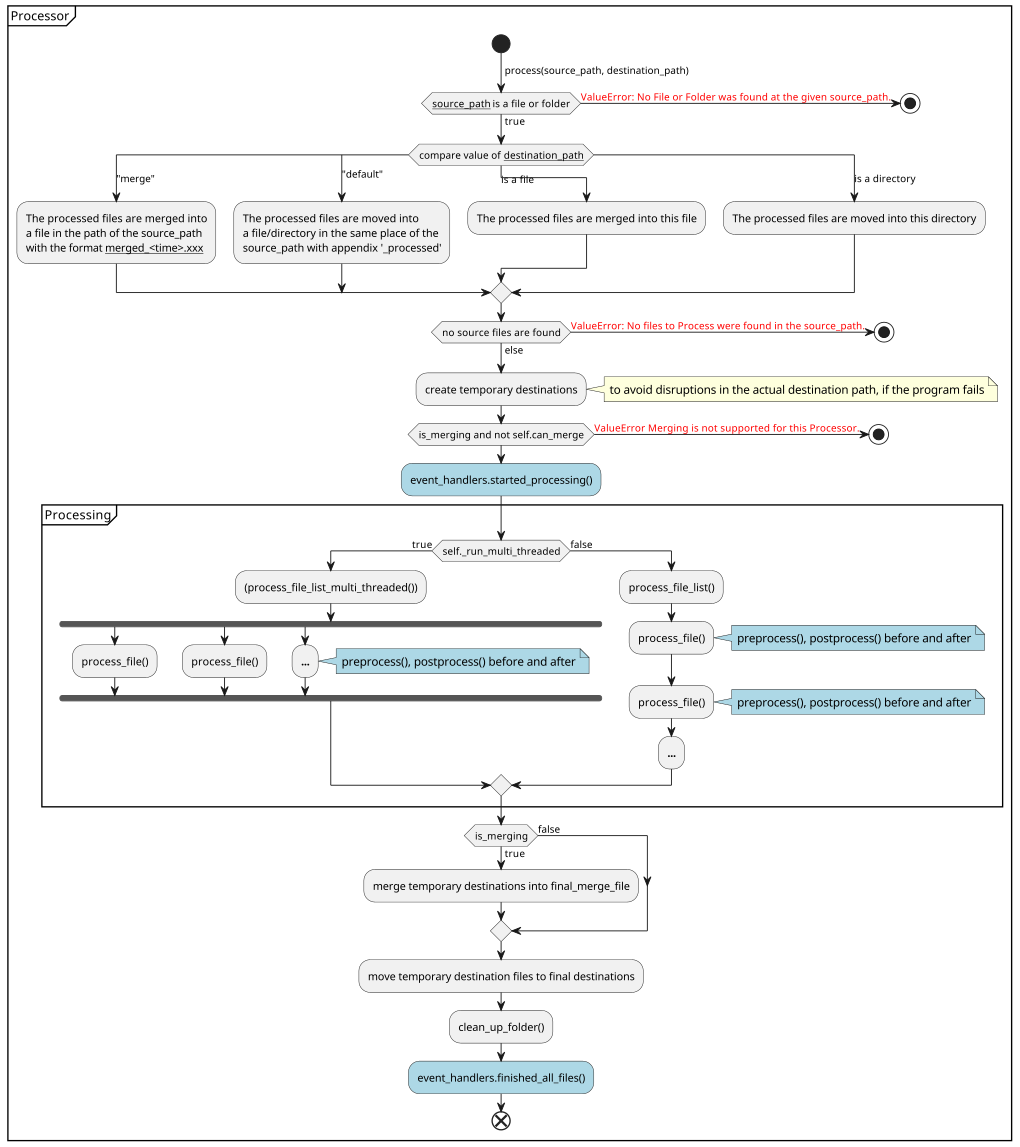 Processor
process(source_path, destination_path)
source_path is a file or folder
ValueError: No File or Folder was found at the given source_path.
true
compare value of destination_path
"merge"
"default"
is a file
is a directory
The processed files are merged into
a file in the path of the source_path
with the format merged_<time>.xxx
The processed files are moved into
a file/directory in the same place of the
source_path with appendix '_processed'
The processed files are merged into this file
The processed files are moved into this directory
no source files are found
ValueError: No files to Process were found in the source_path.
else
create temporary destinations
to avoid disruptions in the actual destination path, if the program fails
is_merging and not self.can_merge
ValueError Merging is not supported for this Processor.
event_handlers.started_processing()
Processing
true
self._run_multi_threaded
false
(process_file_list_multi_threaded())
process_file_list()
process_file()
preprocess(), postprocess() before and after
process_file()
process_file()
...
preprocess(), postprocess() before and after
process_file()
preprocess(), postprocess() before and after
...
is_merging
false
true
merge temporary destinations into final_merge_file
move temporary destination files to final destinations
clean_up_folder()
event_handlers.finished_all_files()